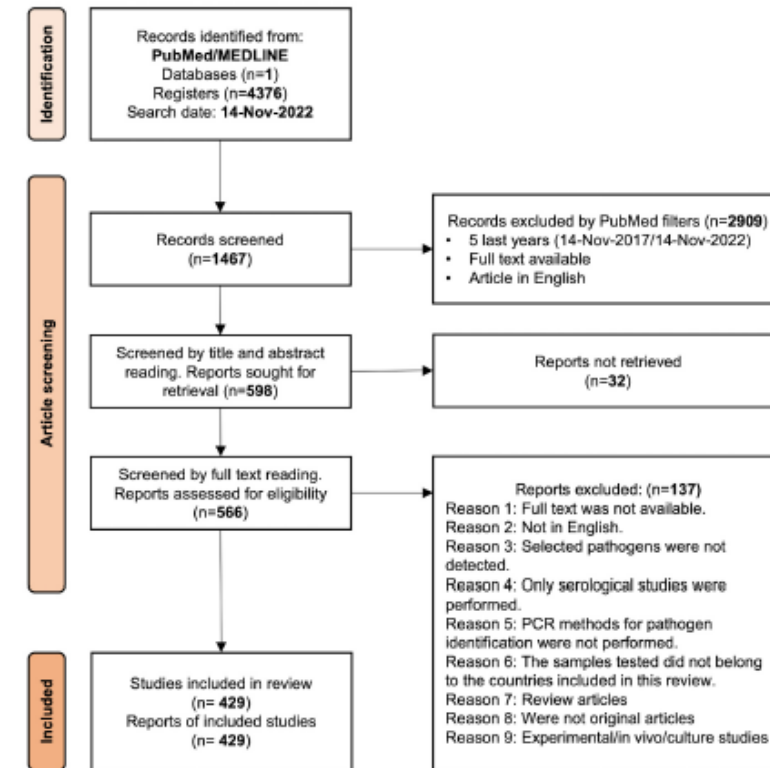 Identification
Records identified from:
PubMed/MEDLINE
Databases (n=1)
Registers (n=4376)
Search date: 14-Nov-2022
Article screening
Records screened
(n=1467)
Records excluded by PubMed filters (n=2909)
• 5 last years (14-Nov-2017/14-Nov-2022)
• Full text available
• Article in English
Screened by title and abstract
reading. Reports sought for
retrieval (n=598)
Reports not retrieved
(n=32)
Screened by full text reading.
Reports assessed for eligibility
(n=566)
Reports excluded: (n=137)
Reason 1: Full text was not available.
Reason 2: Not in English.
Reason 3: Selected pathogens were not
detected.
Reason 4: Only serological studies were
performed.
Reason 5: PCR methods for pathogen
identification were not performed.
Reason 6: The samples tested did not belong
to the countries included in this review.
Reason 7: Review articles
Reason 8: Were not original articles
Reason 9: Experimental/in vivo/culture studies
Included
Studies included in review
(n= 429)
Reports of included studies
(n= 429)